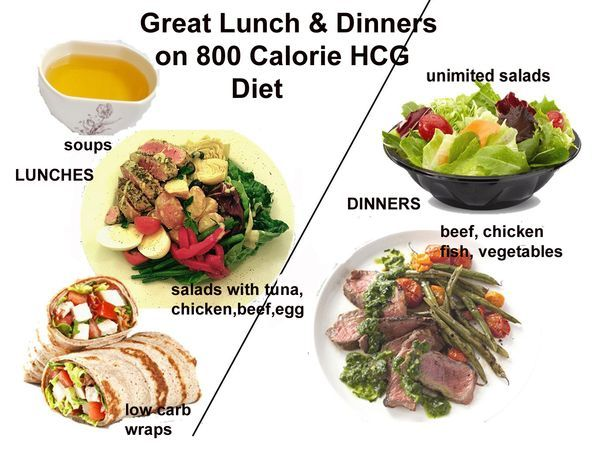 Great Lunch & Dinners
on 800 Calorie HCG
Diet
soups
LUNCHES
salads with tuna,
chicken,beef,egg
low carb
wraps
unimited salads
DINNERS
beef, chicken
fish, vegetables